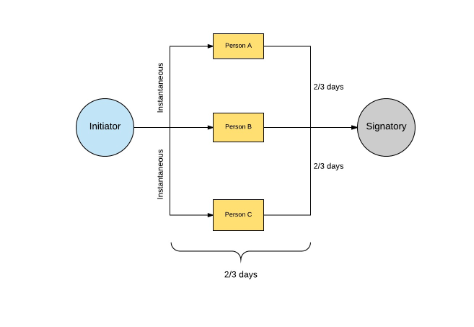 Person A
Instantaneous
2/3 days
Initiator
Person B
Signatory
Instantaneous
2/3 days
Person C
2/3 days